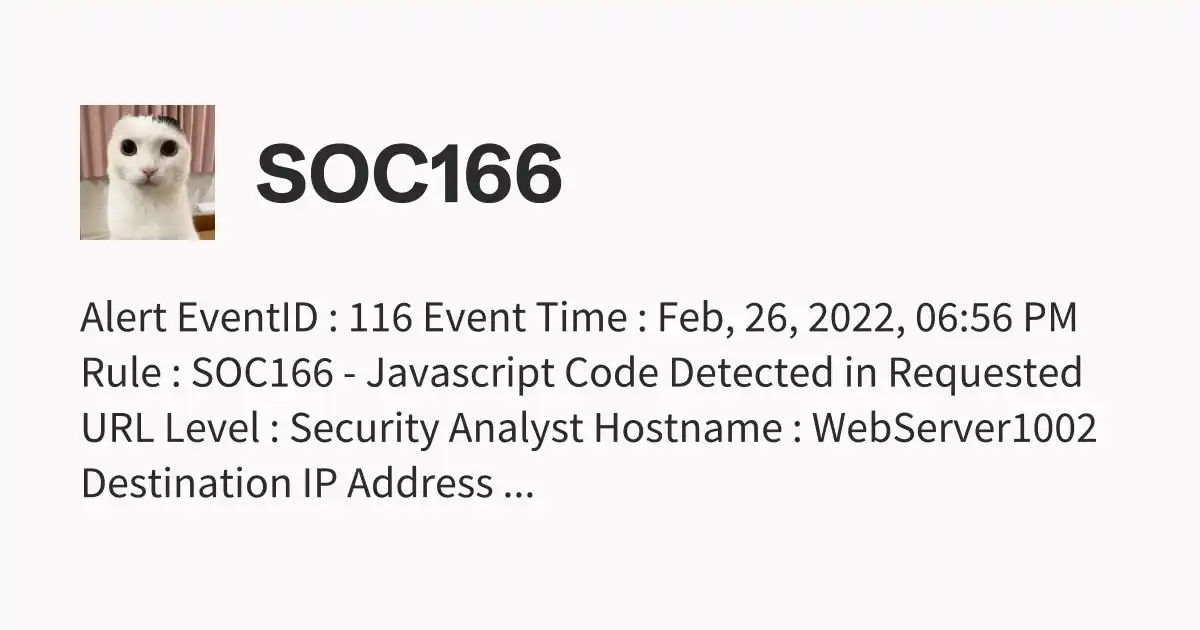 SOC166
Alert EventID : 116 Event Time : Feb, 26, 2022, 06:56 PM
Rule : SOC166 - Javascript Code Detected in Requested
URL Level : Security Analyst Hostname : WebServer1002
Destination IP Address ...